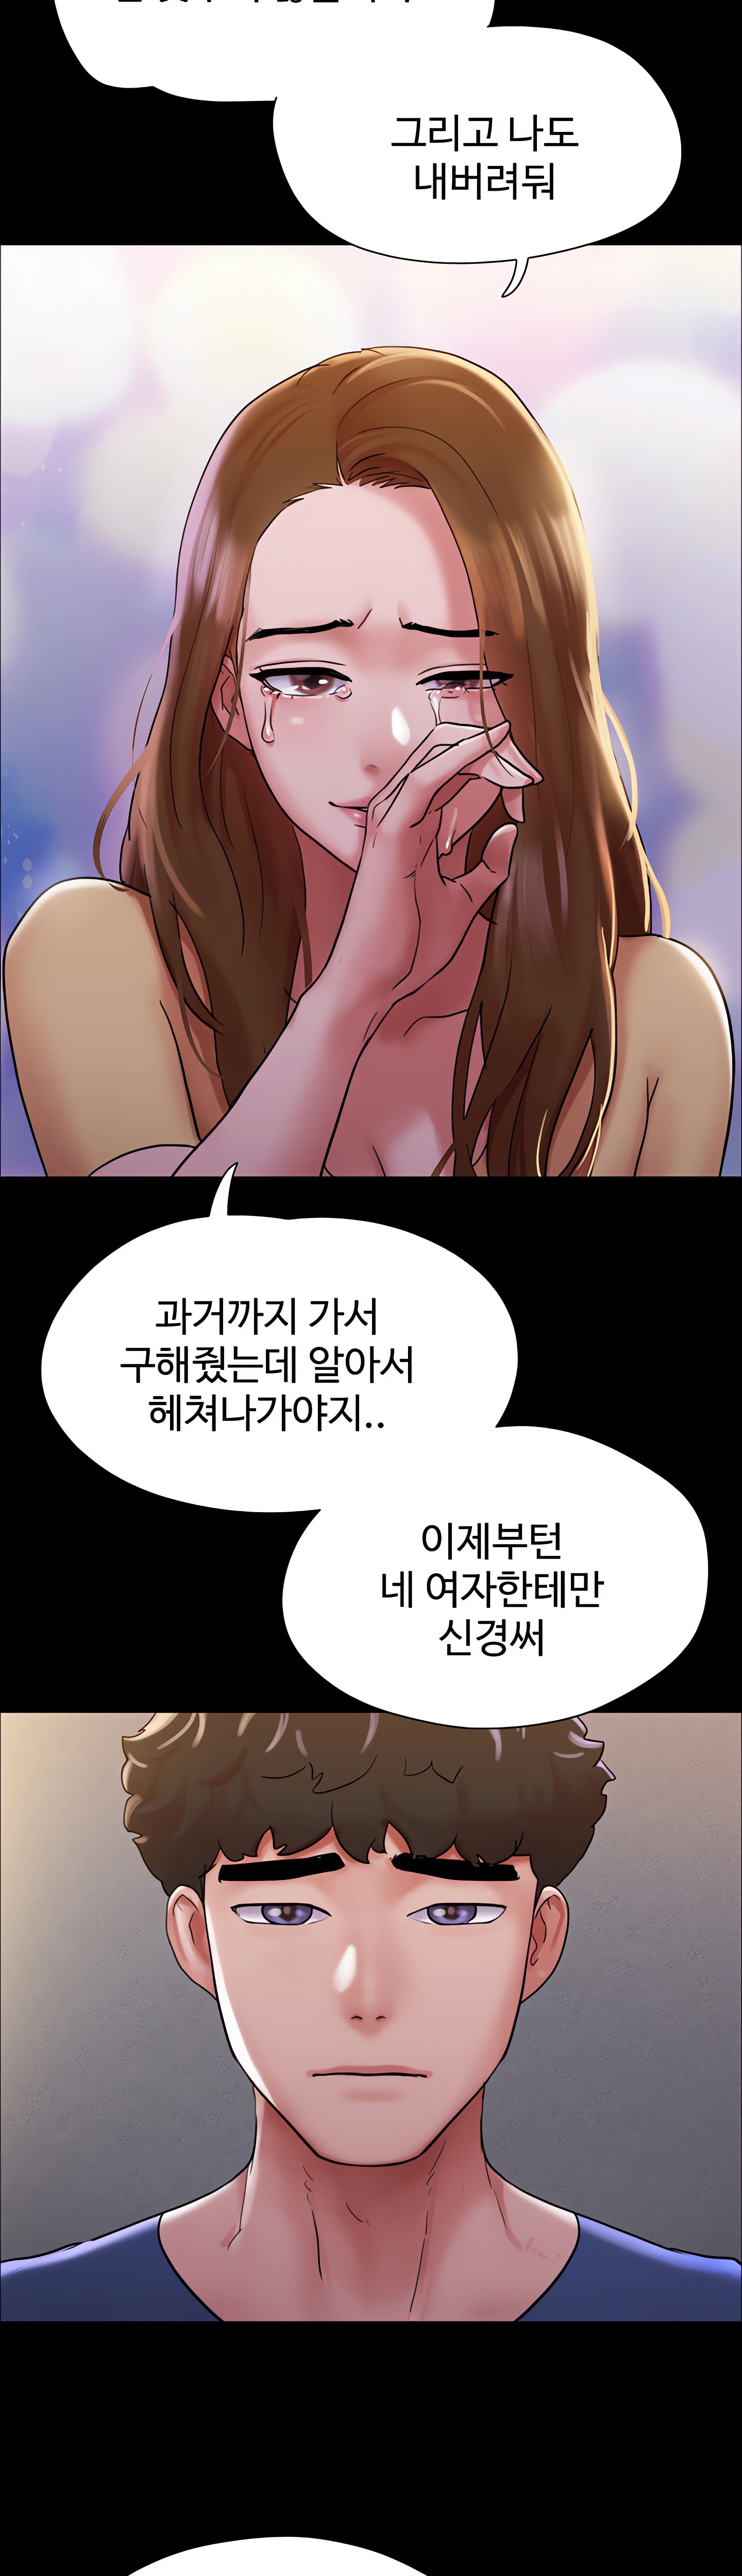 그리고 나도
내버려둬
과거까지 가서
구해줬는데 알아서
헤쳐나가야지..
이제부턴
네 여자한테만
신경써